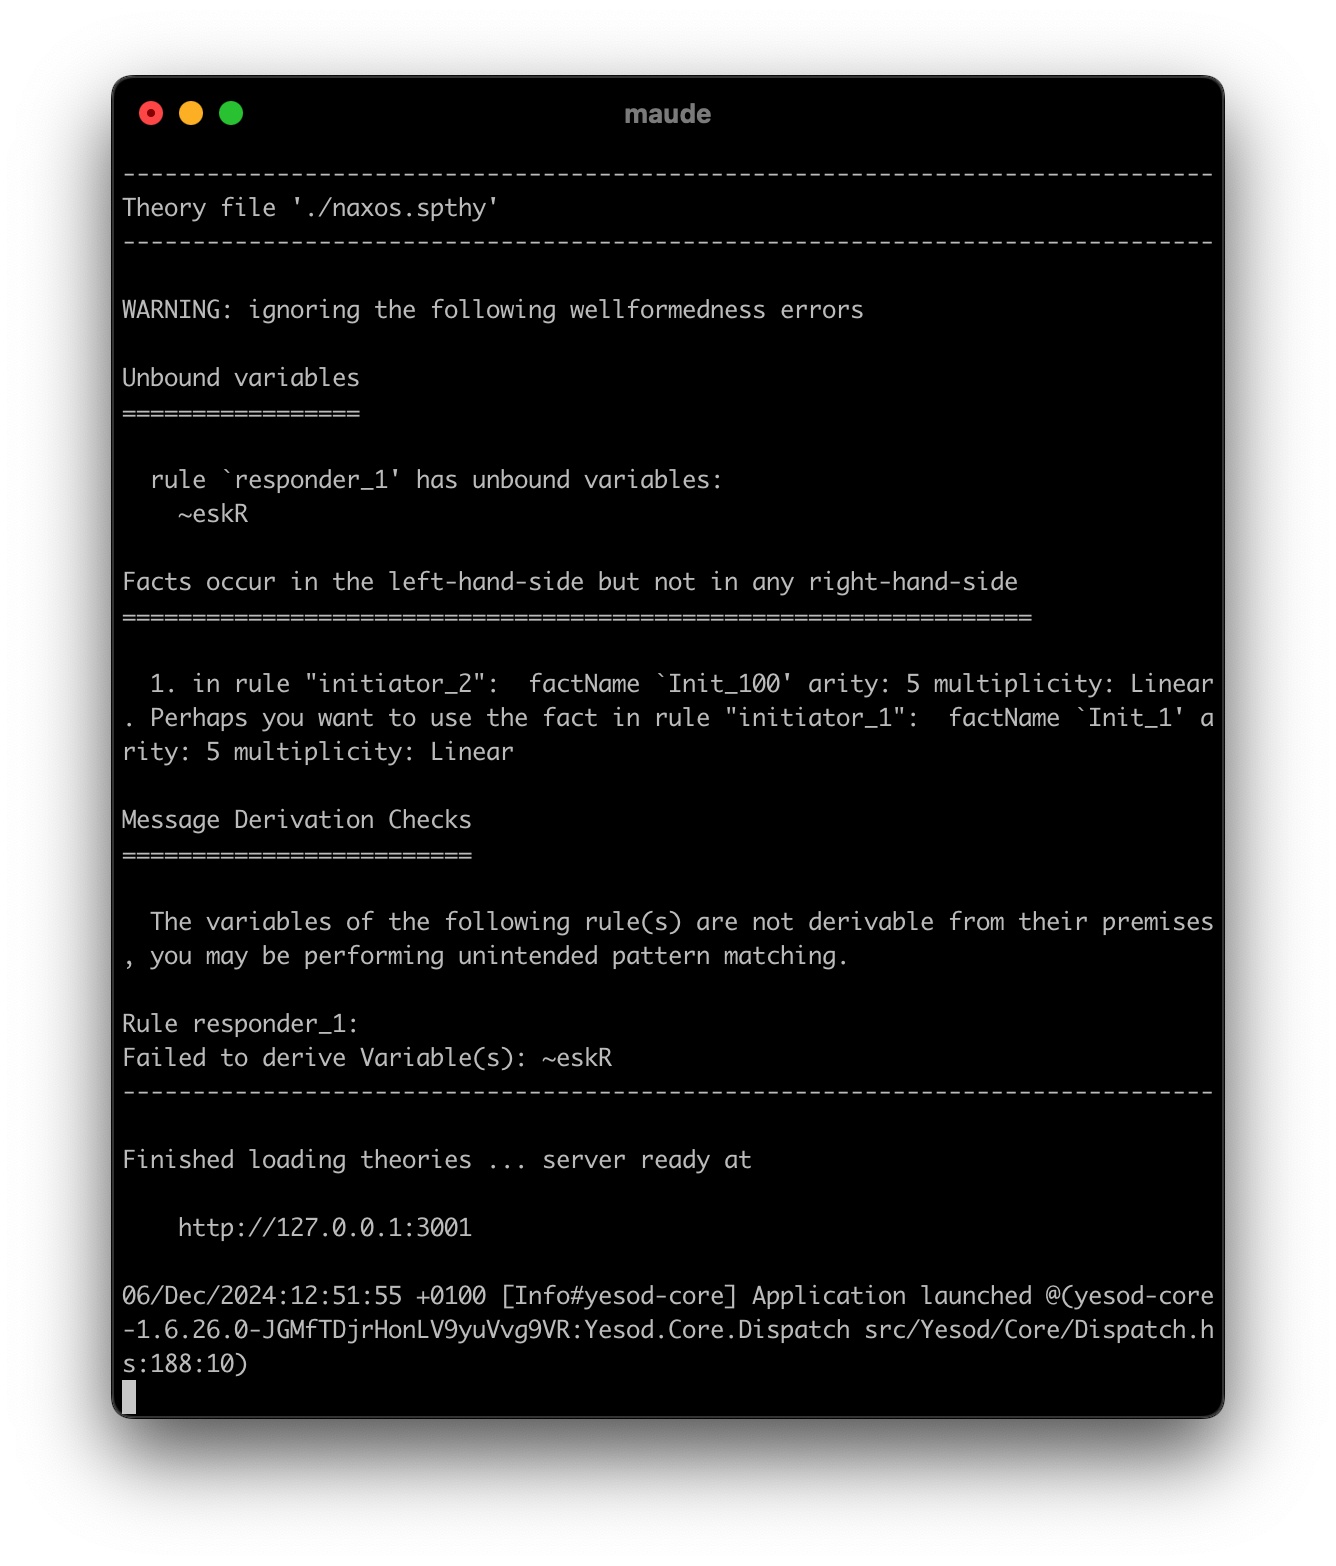 maude
------------------------------------------------------------------------------
Theory file './naxos.spthy'
------------------------------------------------------------------------------
WARNING: ignoring the following wellformedness errors
Unbound variables
=================
  rule `responder_1' has unbound variables:
    ~eskR
Facts occur in the left-hand-side but not in any right-hand-side
=================================================================
  1. in rule "initiator_2":  factName `Init_100' arity: 5 multiplicity: Linear
. Perhaps you want to use the fact in rule "initiator_1":  factName `Init_1' a
rity: 5 multiplicity: Linear
Message Derivation Checks
=========================
  The variables of the following rule(s) are not derivable from their premises
, you may be performing unintended pattern matching.
Rule responder_1:
Failed to derive Variable(s): ~eskR
------------------------------------------------------------------------------
Finished loading theories ... server ready at
    http://127.0.0.1:3001
06/Dec/2024:12:51:55 +0100 [Info#yesod-core] Application launched @(yesod-core
-1.6.26.0-JGMfTDjrHonLV9yuVvg9VR:Yesod.Core.Dispatch src/Yesod/Core/Dispatch.h
s:188:10)